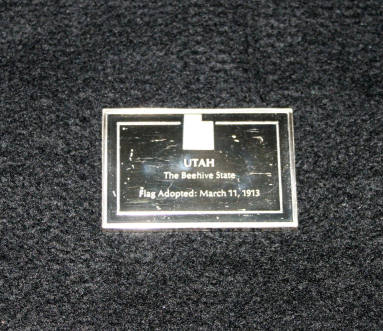 UTAH
The Beehive State
Flag Adopted: March 11, 1913